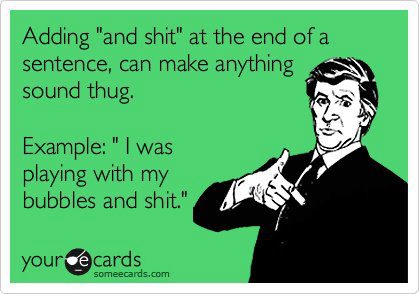 Adding "and shit" at the end of a
sentence, can make anything
sound thug.
Example: " I was
playing with my
bubbles and shit."
your e cards
someecards.com